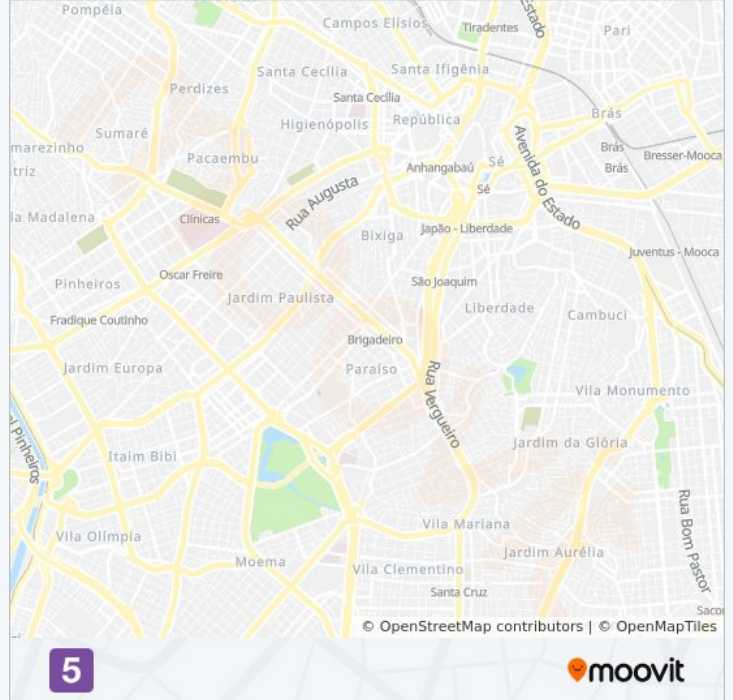 Pompéia
Campos Elísios
Tiradentes
Estado
Pari
Santa Cecília
Santa Ifigênia
Perdizes
Santa Cecília
República
Brás
Higienópolis
Sumaré
marezinho
Avenida do Estado
Brás
Bresser-Mooca
Pacaembu
Anhangabaú
Sé
Brás
triz
Rua Augusta
Sé
la Madalena
Clínicas
Japão - Liberdade
Bixiga
Juventus - Mooca
Oscar Freire
São Joaquim
Pinheiros
Jardim Paulista
Liberdade
Cambuci
Fradique Coutinho
Brigadeiro
Jardim Europa
Paraíso
Rua Vergueiro
Vila Monumento
Pinheiros
Itaim Bibi
Jardim da Glória
Rua Bom Pastor
Vila Olímpia
Vila Mariana
Jardim Aurélia
Moema
Vila Clementino
Santa Cruz
Saco
© OpenStreetMap contributors | © OpenMapTiles
5
moovit